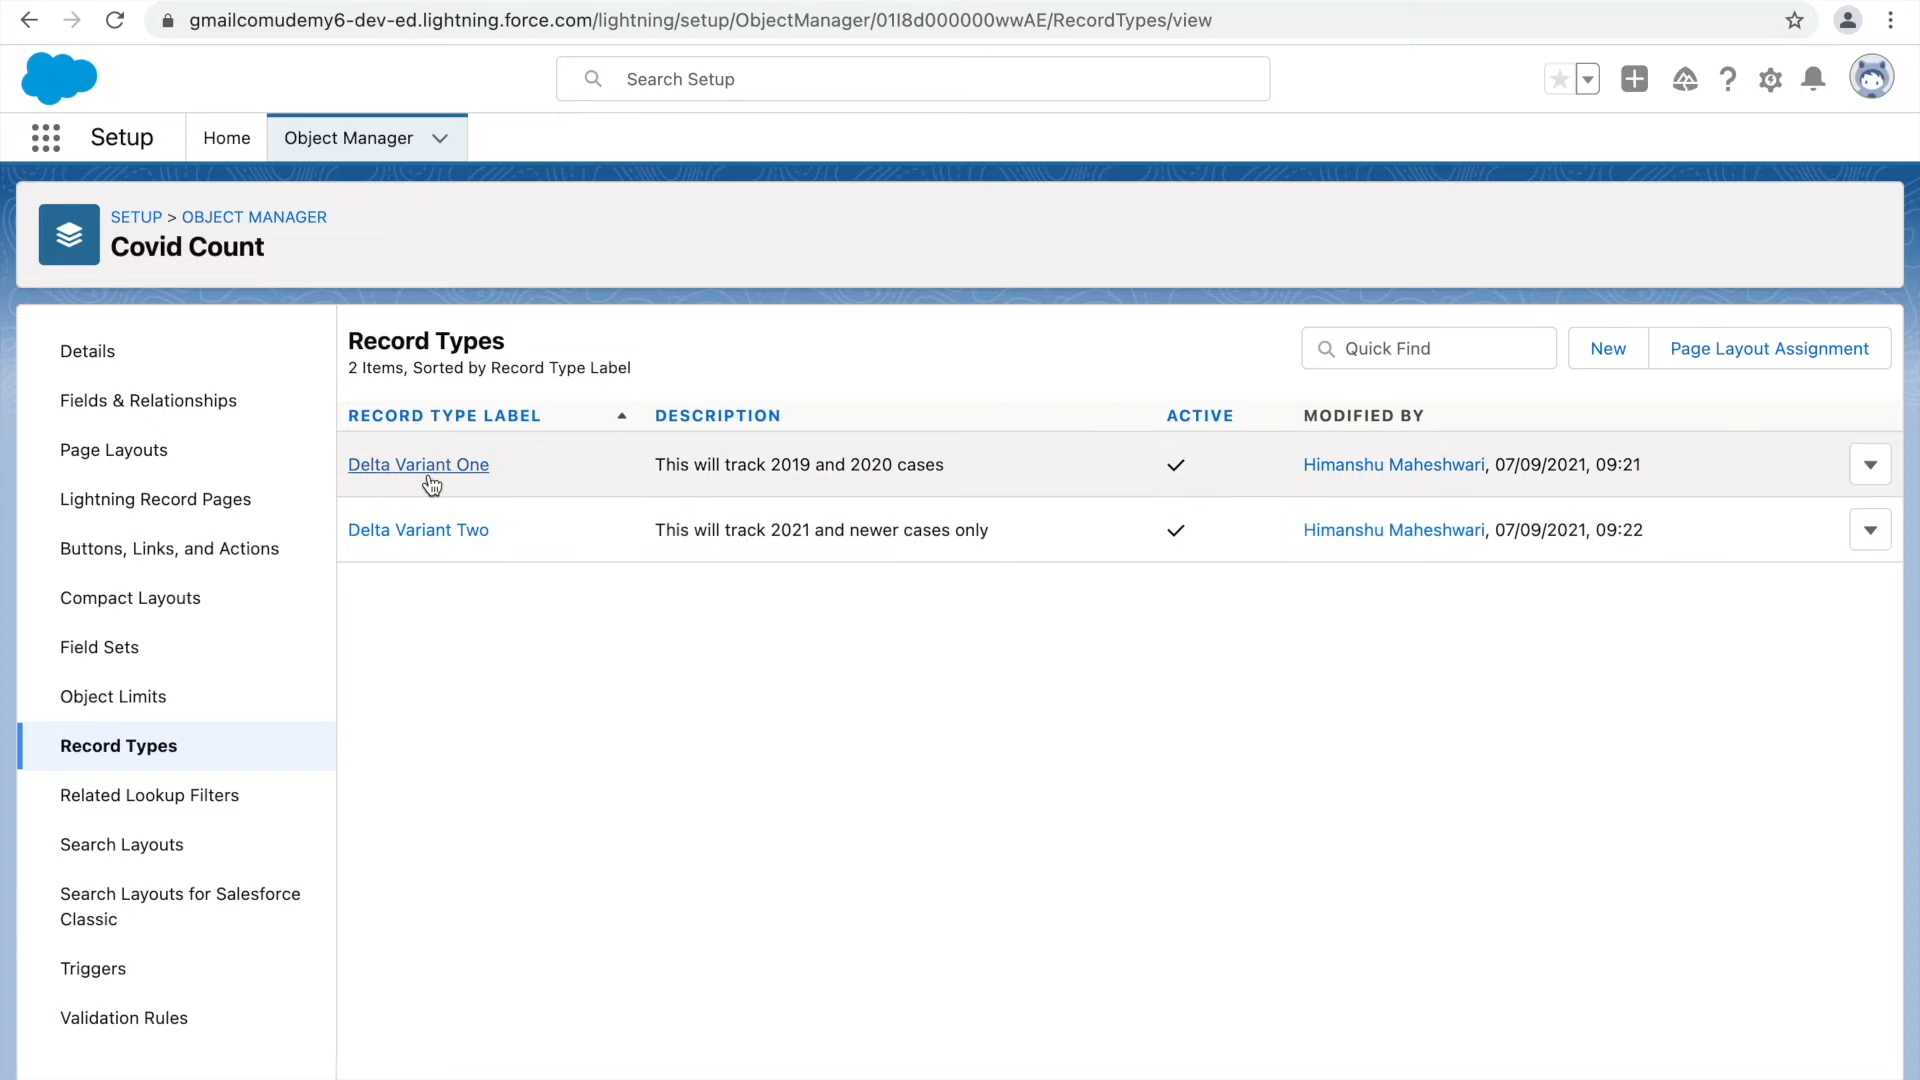 gmailcomudemy6-dev-ed.lightning.force.com/lightning/setup/ObjectManager/01I8d000000wwAE/RecordTypes/view
Search Setup
Setup
Home
Object Manager
SETUP > OBJECT MANAGER
Covid Count
Details
Fields & Relationships
Page Layouts
Lightning Record Pages
Buttons, Links, and Actions
Compact Layouts
Field Sets
Object Limits
Record Types
Related Lookup Filters
Search Layouts
Search Layouts for Salesforce
Classic
Triggers
Validation Rules
Record Types
2 Items, Sorted by Record Type Label
Quick Find
New
Page Layout Assignment
RECORD TYPE LABEL DESCRIPTION ACTIVE MODIFIED BY
Delta Variant One This will track 2019 and 2020 cases Himanshu Maheshwari, 07/09/2021, 09:21
Delta Variant Two This will track 2021 and newer cases only Himanshu Maheshwari, 07/09/2021, 09:22